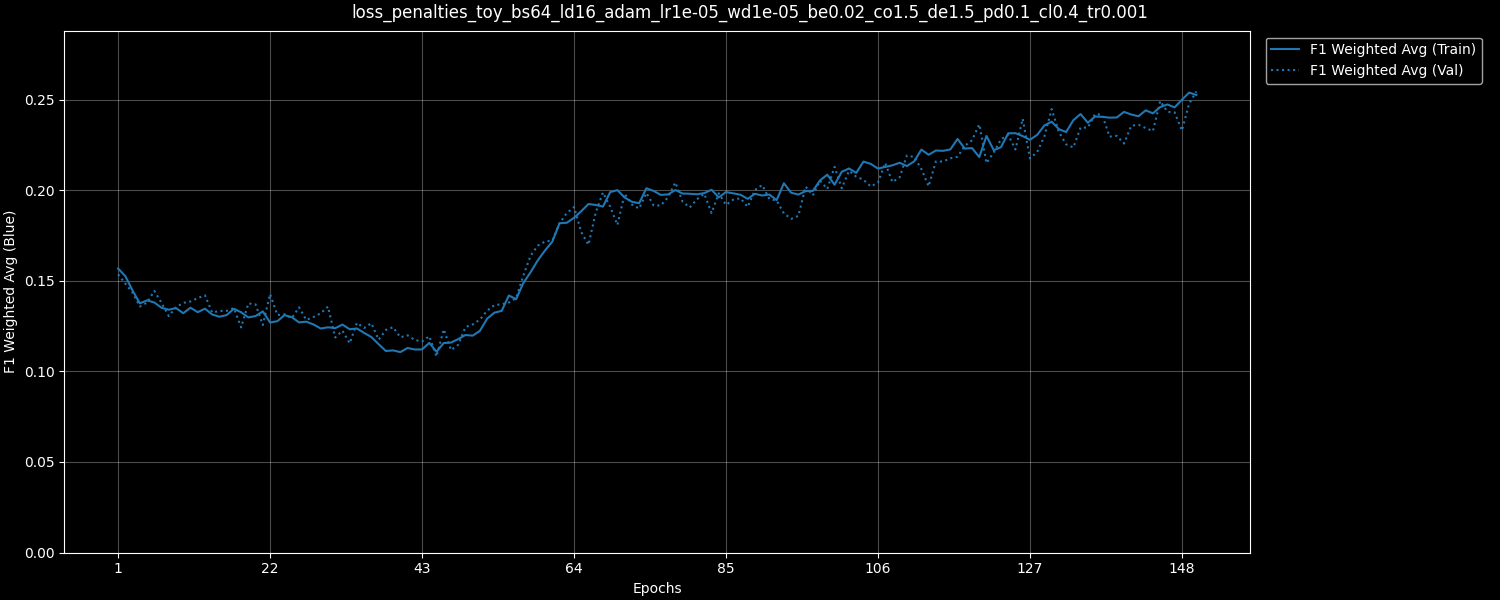 loss_penalties_toy_bs64_ld16_adam_lr1e-05_wd1e-05_be0.02_co1.5_de1.5_pd0.1_cl0.4_tr0.001
F1 Weighted Avg (Train)
F1 Weighted Avg (Val)
F1 Weighted Avg (Blue)
0.25
0.20
0.15
0.10
0.05
0.00
1 22 43 64 85 106 127 148
Epochs